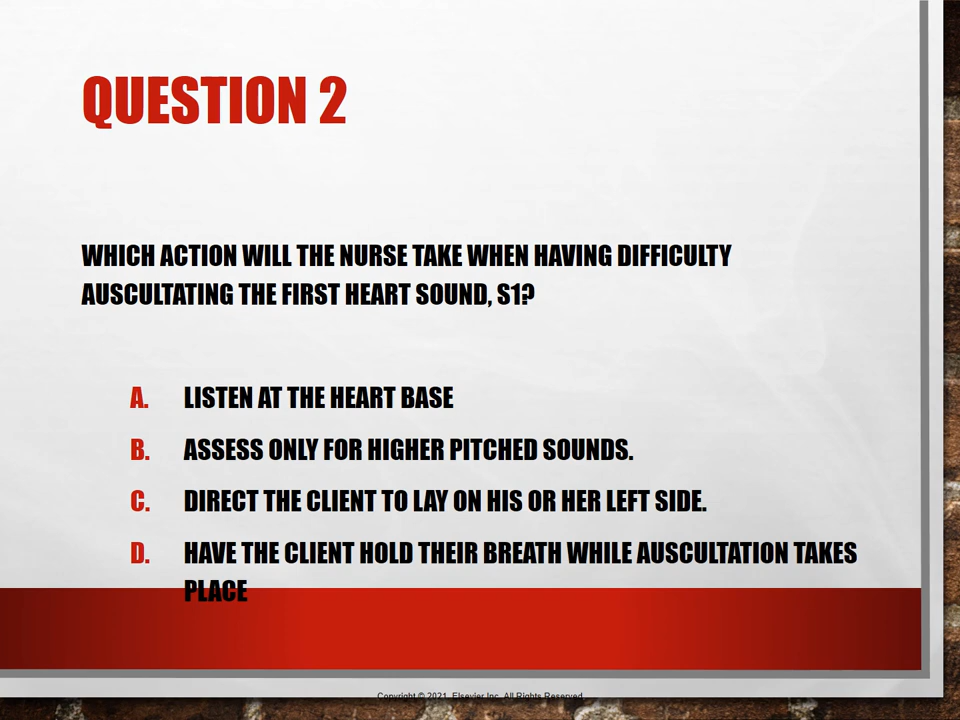 QUESTION 2
WHICH ACTION WILL THE NURSE TAKE WHEN HAVING DIFFICULTY
AUSCULTATING THE FIRST HEART SOUND, S1?
A. LISTEN AT THE HEART BASE
B. ASSESS ONLY FOR HIGHER PITCHED SOUNDS.
C. DIRECT THE CLIENT TO LAY ON HIS OR HER LEFT SIDE.
D. HAVE THE CLIENT HOLD THEIR BREATH WHILE AUSCULTATION TAKES
PLACE
Copyright © 2021, Elsevier Inc. All Rights Reserved.